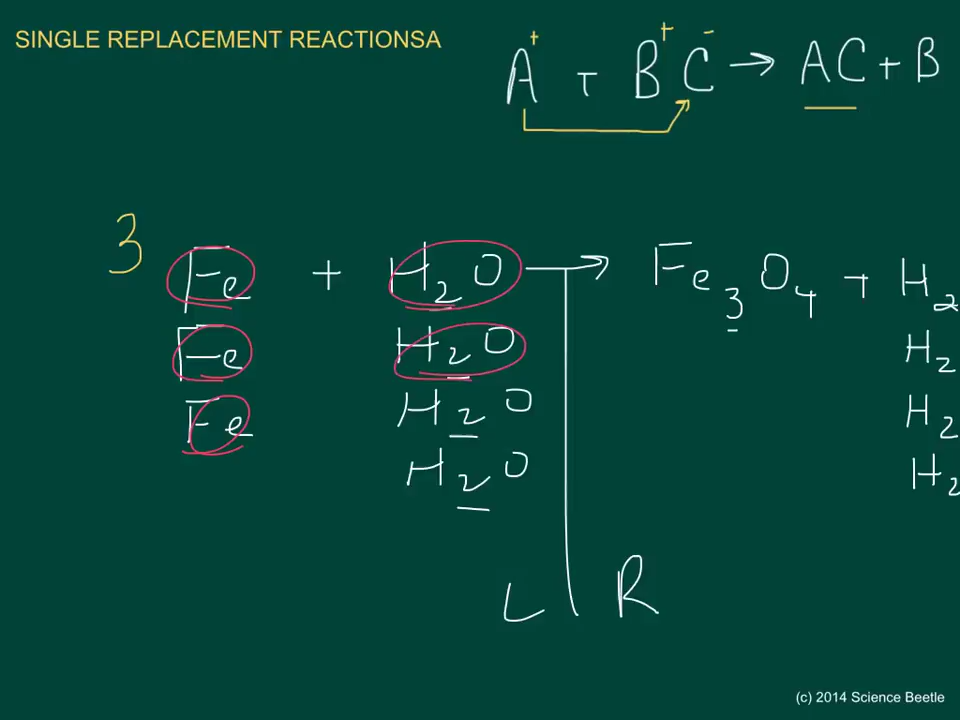 SINGLE REPLACEMENT REACTIONSA
A⁺ + B⁺ C⁻ → AC + B
3 Fe + H₂O → Fe₃O₄ + H₂
Fe H₂O H₂
Fe H₂O H₂
H₂O H₂
L R
(c) 2014 Science Beetle